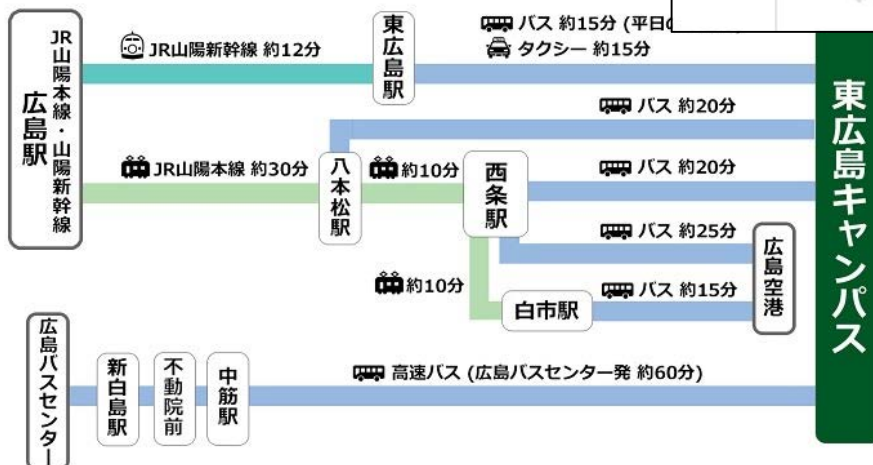 JR山陽本線・山陽新幹線
広島駅
JR山陽新幹線 約12分
東広島駅
バス 約15分 (平日の
タクシー 約15分
バス 約20分
JR山陽本線 約30分
八本松駅
約10分
西条駅
バス 約20分
バス 約25分
約10分
白市駅
バス 約15分
広島空港
東広島キャンパス
広島バスセンター
新白島駅
不動院前
中筋駅
高速バス (広島バスセンター発 約60分)